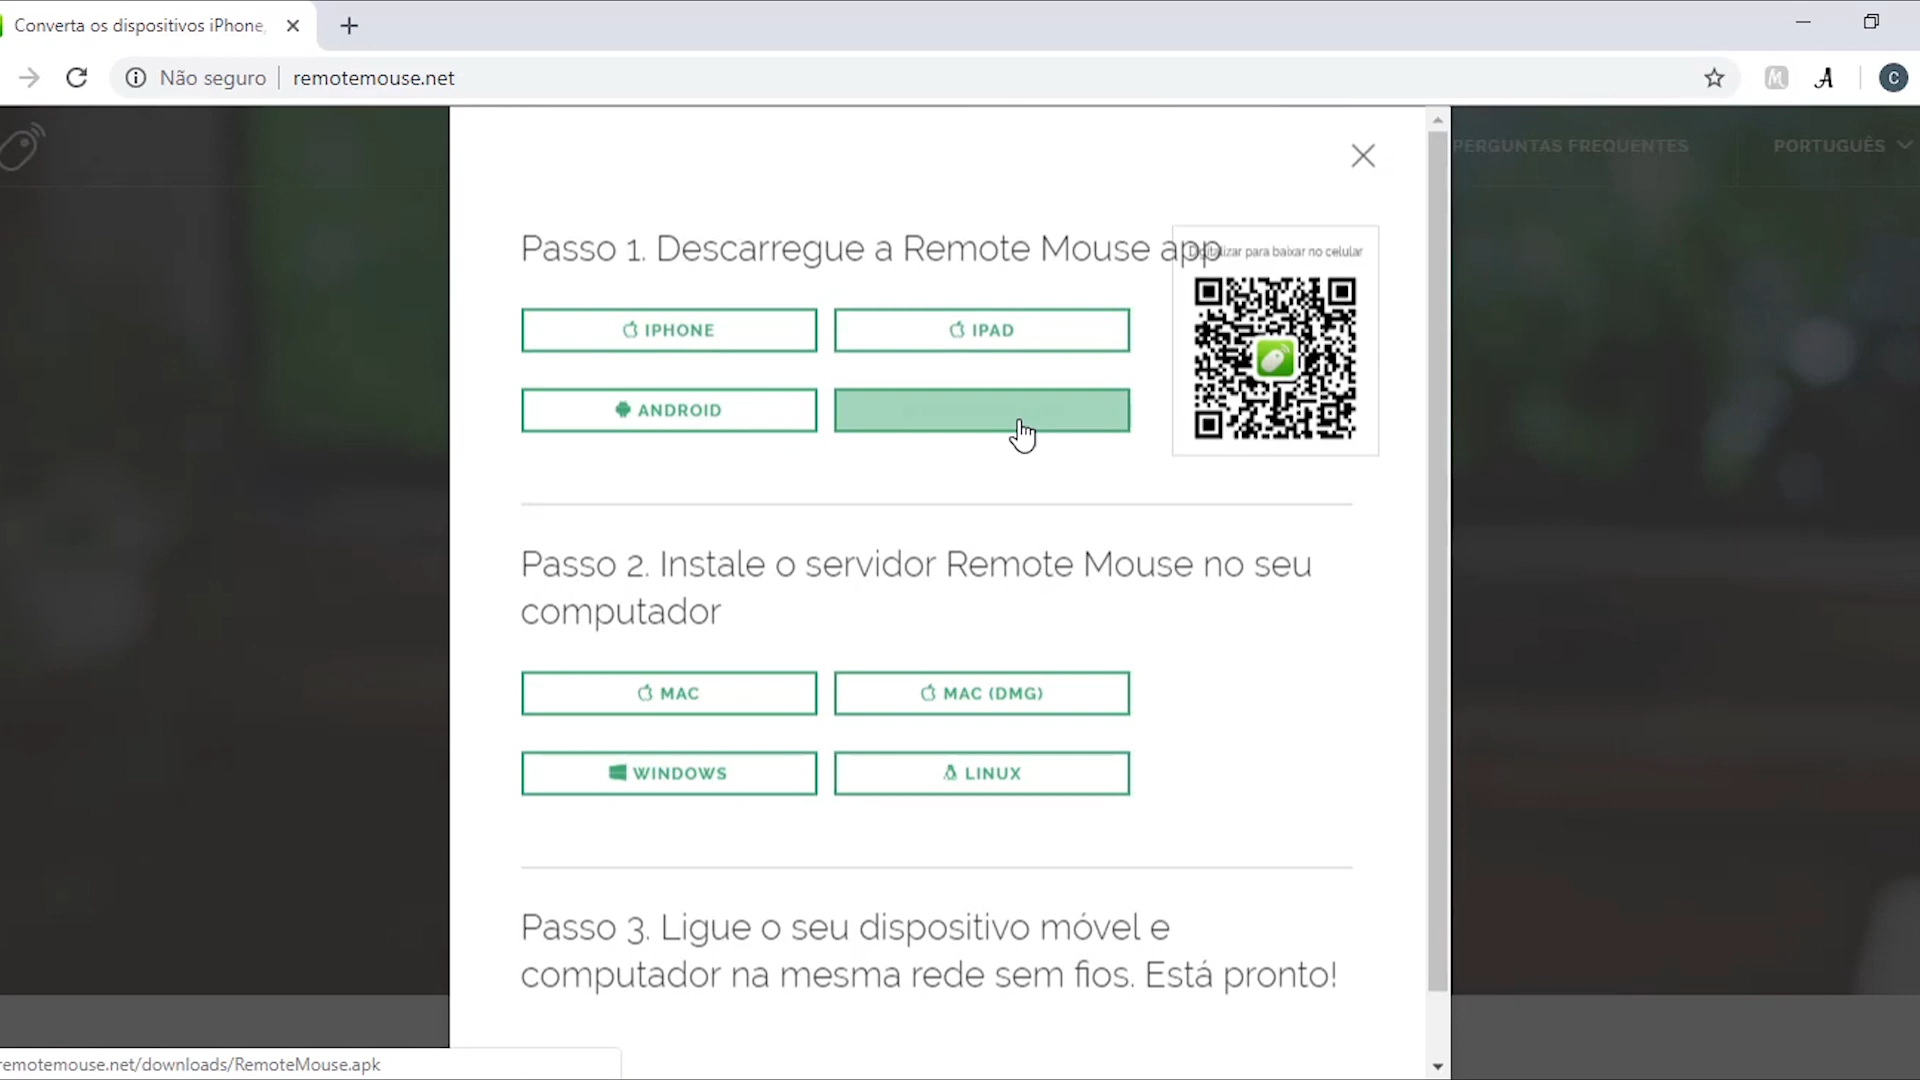 Converta os dispositivos iPhone,
Não seguro
remotemouse.net
C
PERGUNTAS FREQUENTES
PORTUGUÊS
Passo 1. Descarregue a Remote Mouse app
Digitalizar para baixar no celular
IPHONE
IPAD
ANDROID
Passo 2. Instale o servidor Remote Mouse no seu
computador
MAC
MAC (DMG)
WINDOWS
LINUX
Passo 3. Ligue o seu dispositivo móvel e
computador na mesma rede sem fios. Está pronto!
remotemouse.net/downloads/RemoteMouse.apk